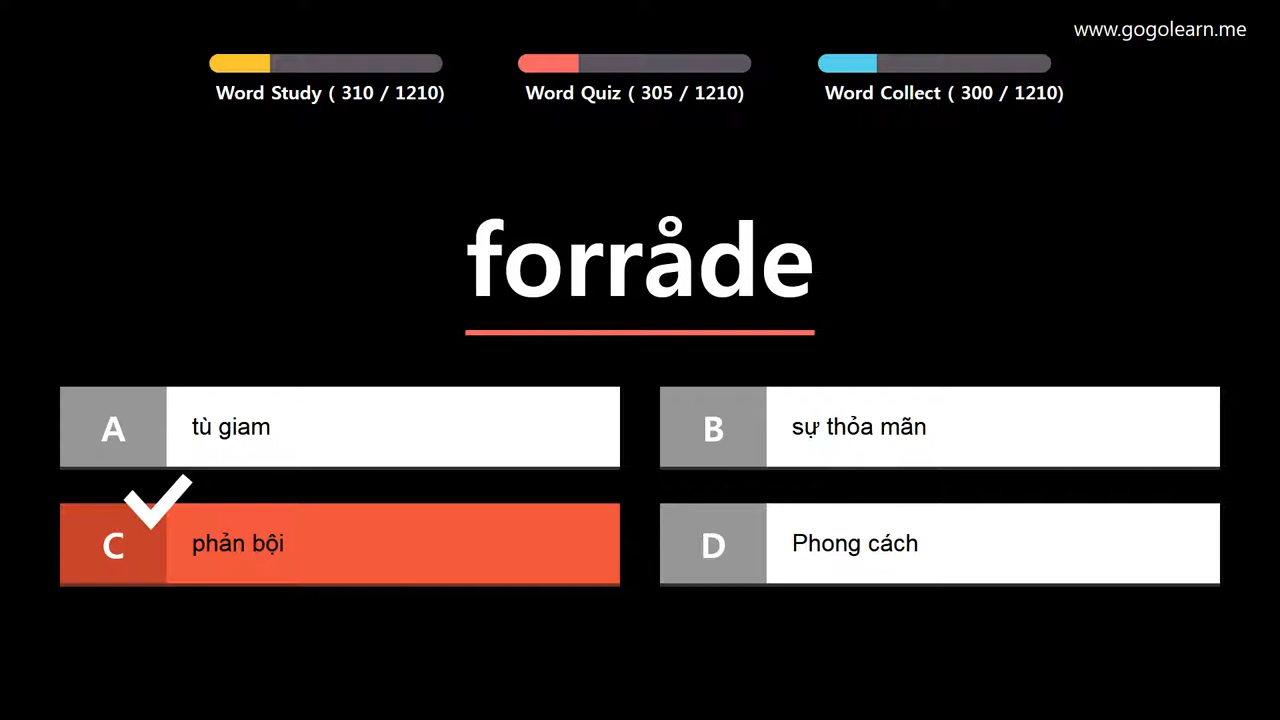 www.gogolearn.me
Word Study ( 310 / 1210)
Word Quiz ( 305 / 1210)
Word Collect ( 300 / 1210)
forråde
A
tù giam
B
sự thỏa mãn
C
phản bội
D
Phong cách